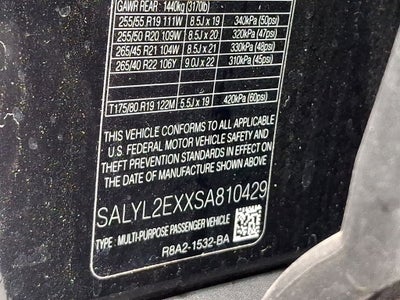 GAWR REAR: 1440kg (3170lb)
255/55 R19 111W 8.5J x 19 340kPa (50psi)
255/50 R20 109W 8.5J x 20 320kPa (47psi)
265/45 R21 104W 8.5J x 21 330kPa (48psi)
265/40 R22 106Y 9.0J x 22 310kPa (45psi)
T175/80 R19 122M 5.5J x 19 420kPa (60psi)
THIS VEHICLE CONFORMS TO ALL APPLICABLE
U.S. FEDERAL MOTOR VEHICLE SAFETY AND
THEFT PREVENTION STANDARDS IN EFFECT ON
THE DATE OF MANUFACTURE SHOWN ABOVE.
SALYL2EXXSA810429
TYPE : MULTI-PURPOSE PASSENGER VEHICLE
R8A2-1532-BA